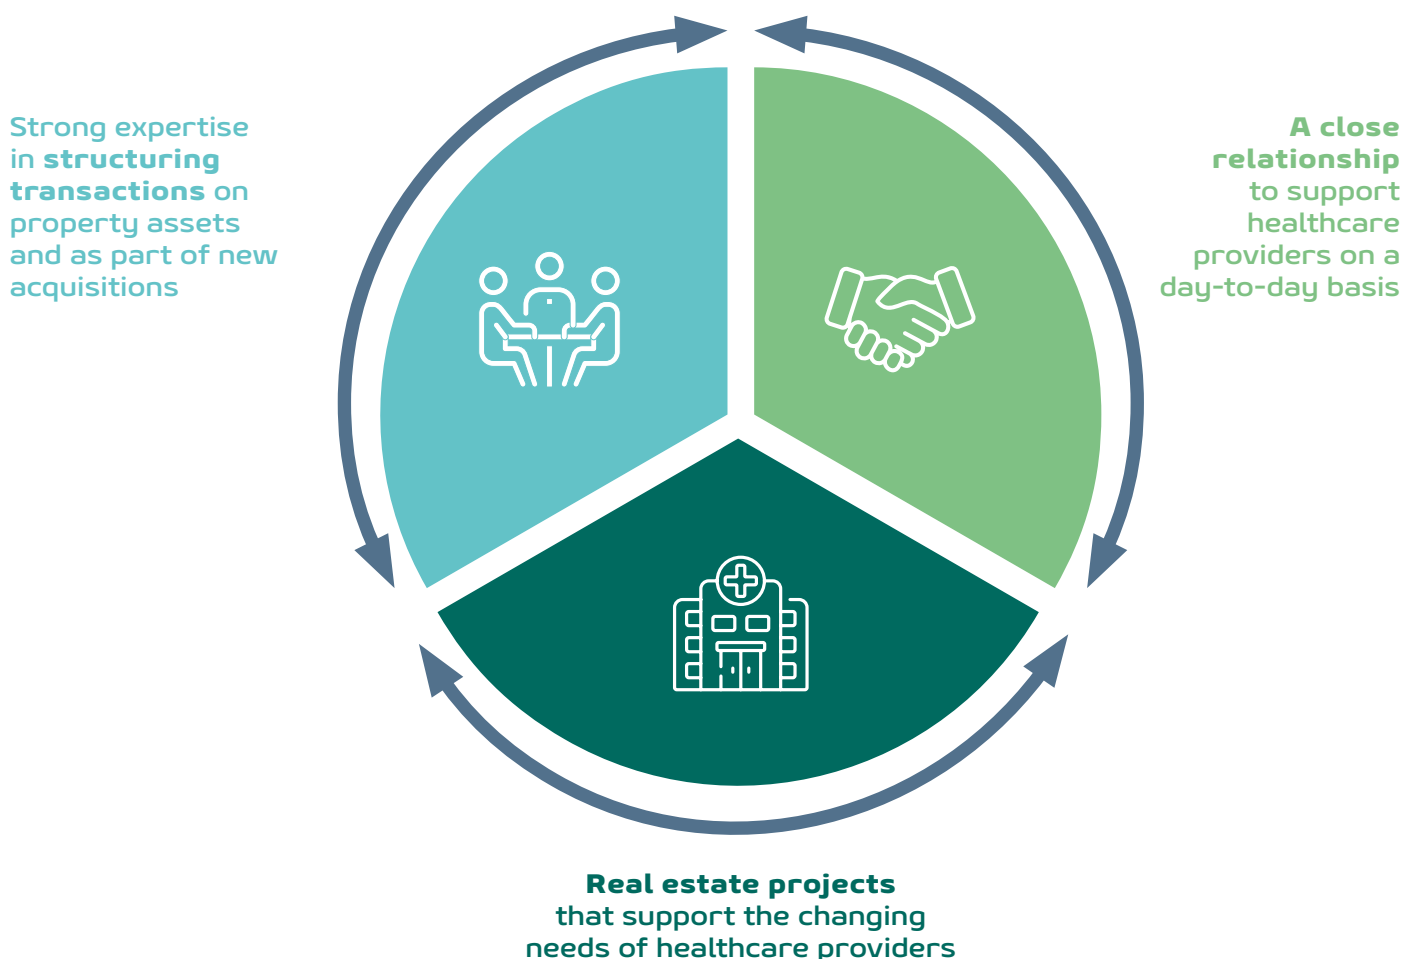 Strong expertise
in structuring
transactions on
property assets
and as part of new
acquisitions
A close
relationship
to support
healthcare
providers on a
day-to-day basis
Real estate projects
that support the changing
needs of healthcare providers